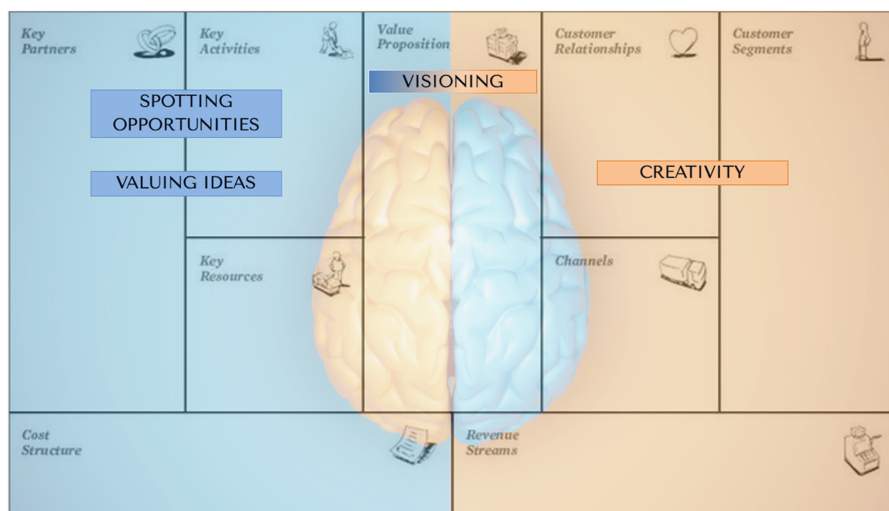 Key
Partners
Key
Activities
Value
Proposition
Customer
Relationships
Customer
Segments
VISIONING
SPOTTING
OPPORTUNITIES
VALUING IDEAS
CREATIVITY
Key
Resources
Channels
Cost
Structure
Revenue
Streams